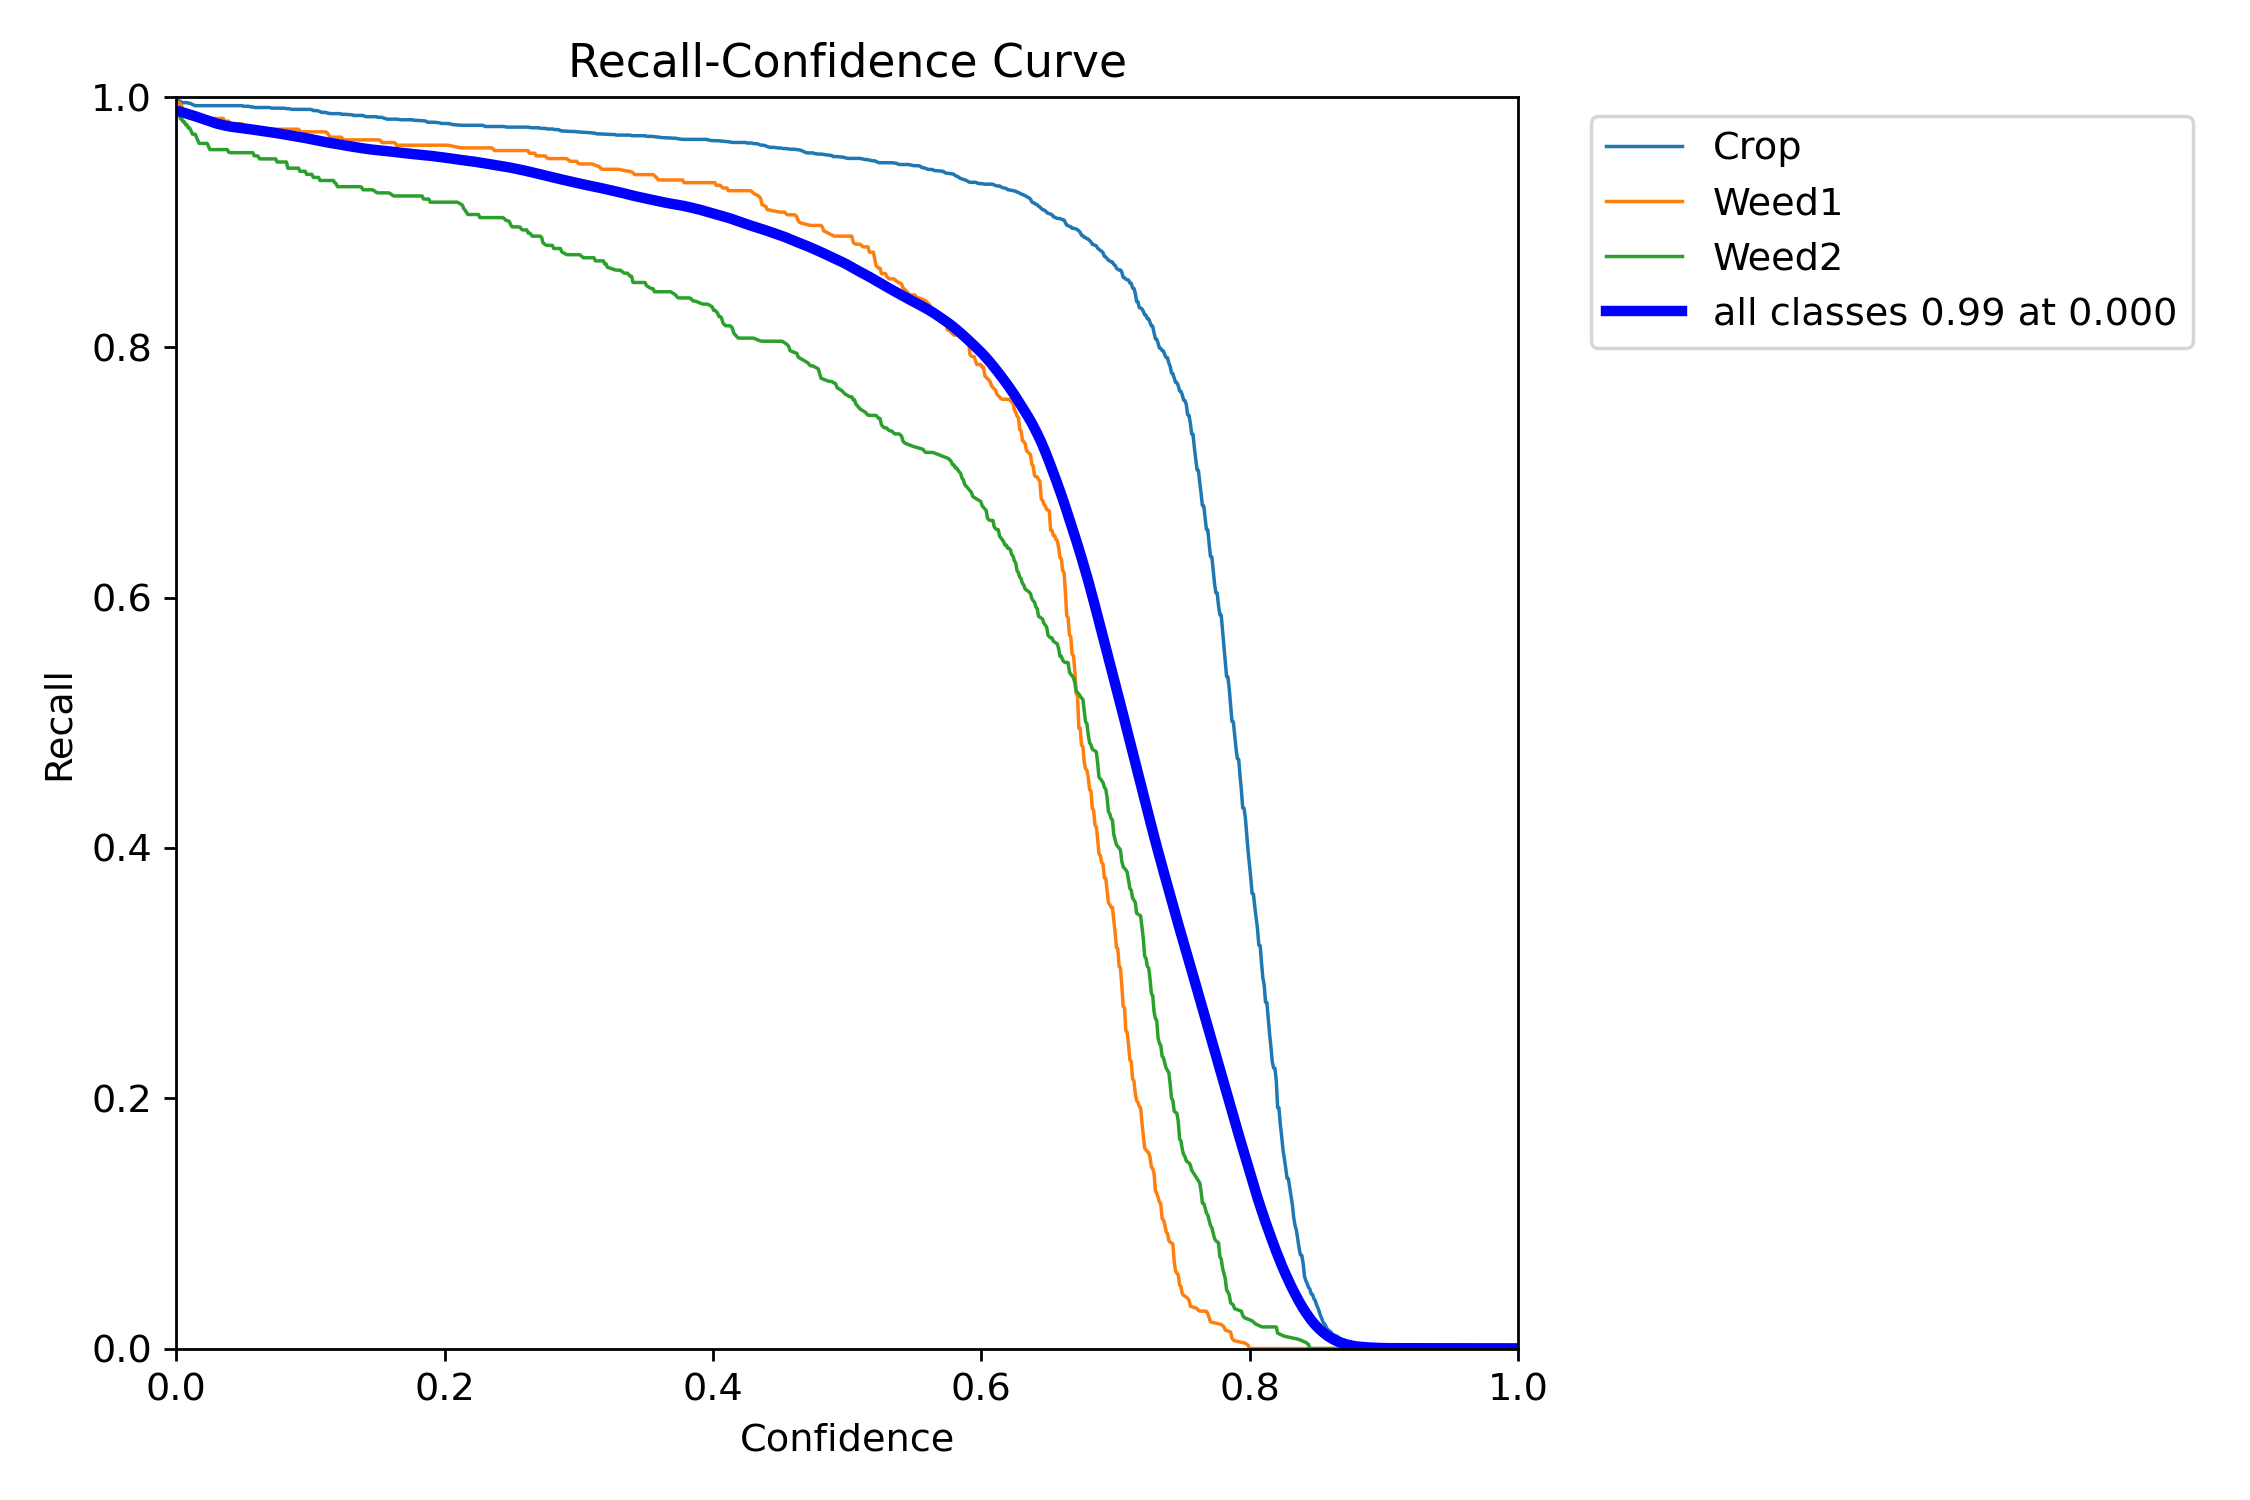 Recall-Confidence Curve
1.0
0.8
0.6
0.4
0.2
0.0
Recall
0.0 0.2 0.4 0.6 0.8 1.0
Confidence
Crop
Weed1
Weed2
all classes 0.99 at 0.000